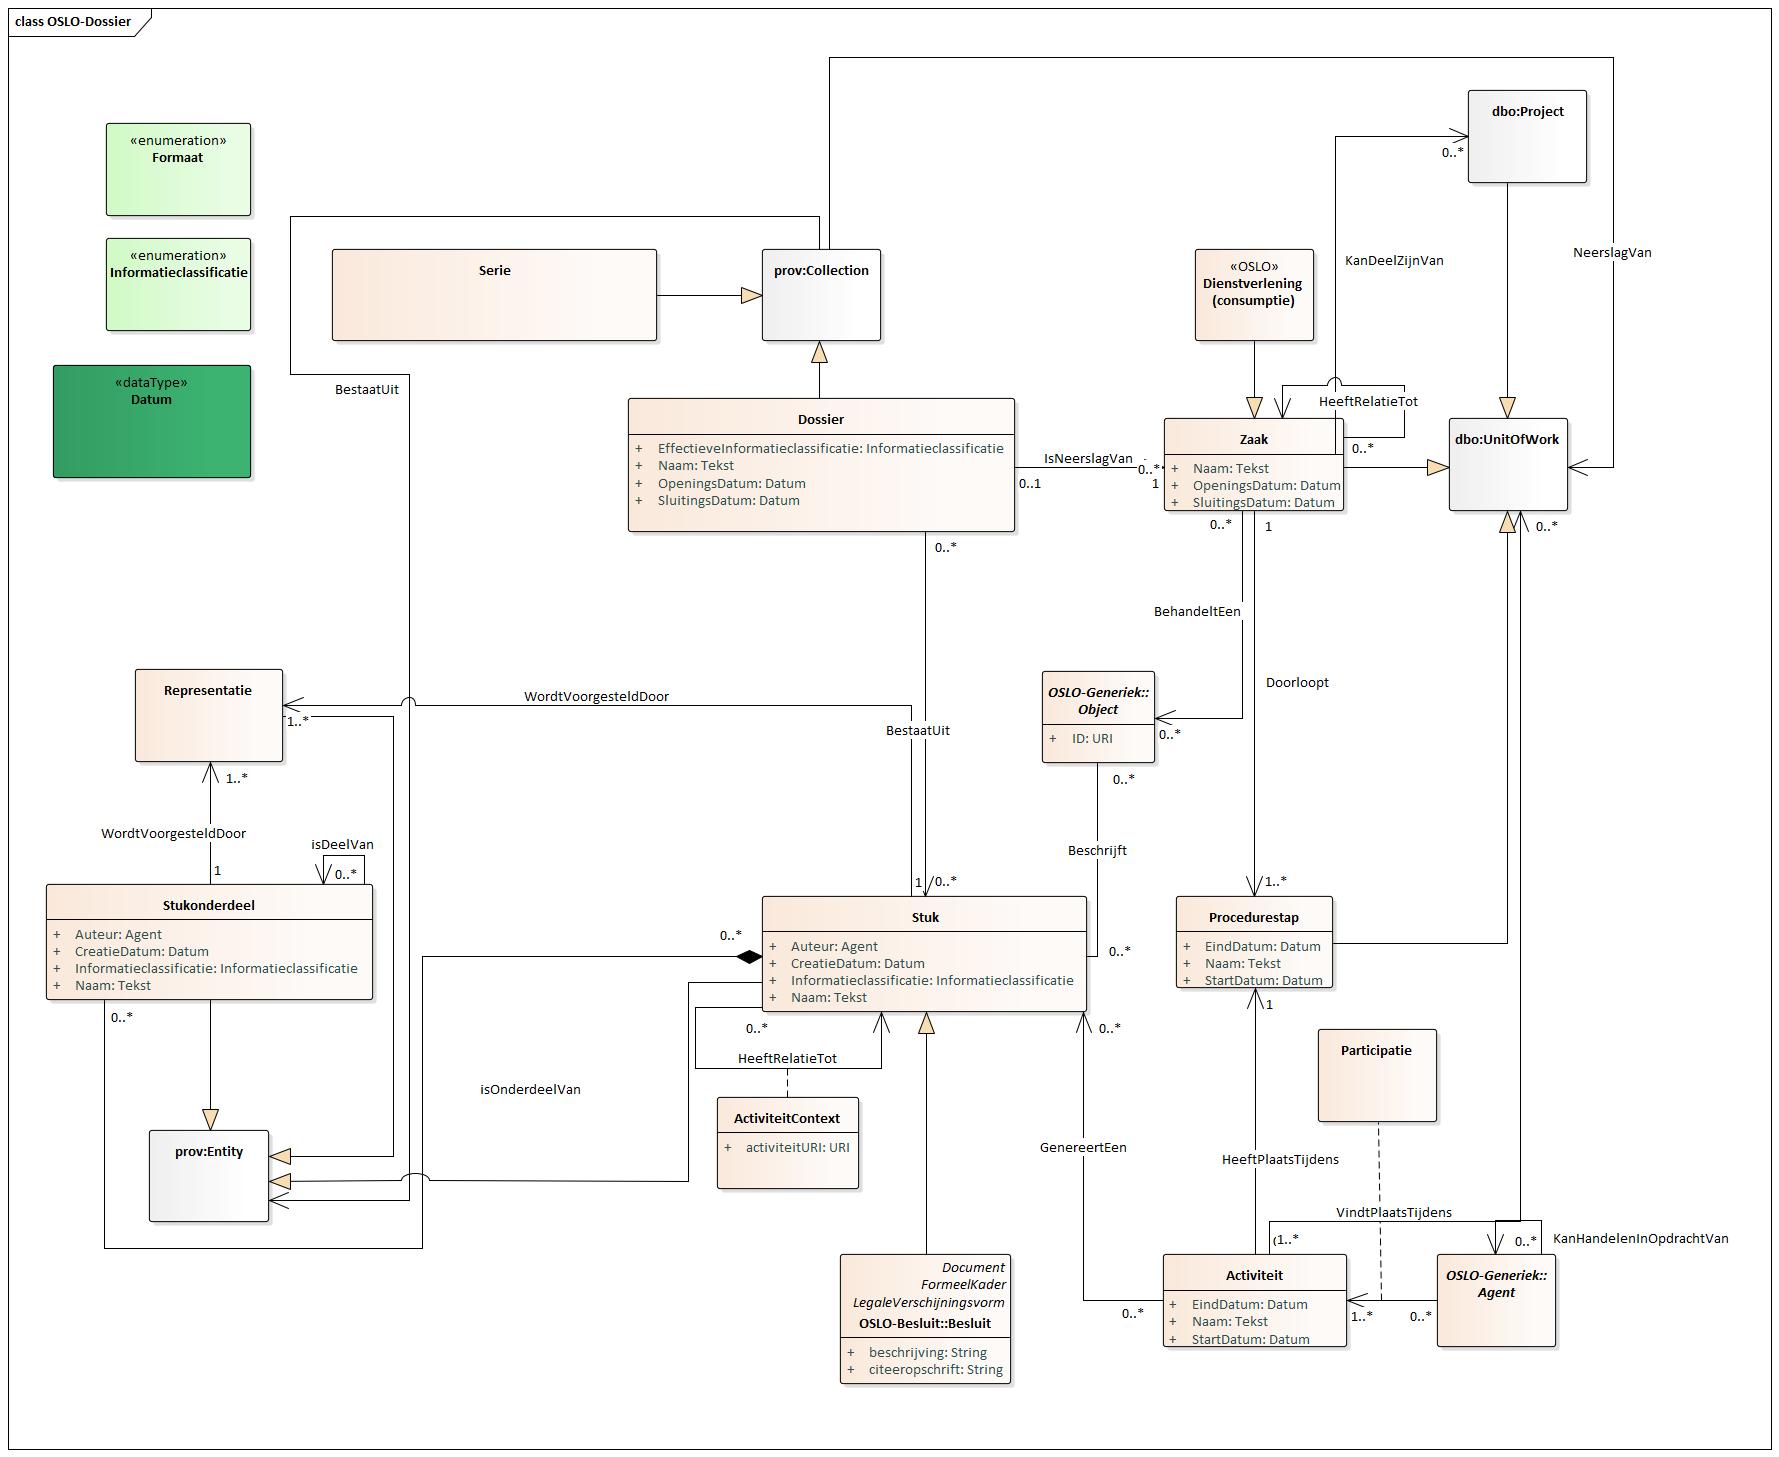 class OSLO-Dossier
«enumeration»
Formaat
«enumeration»
Informatieclassificatie
«dataType»
Datum
Serie
prov:Collection
BestaatUit
dbo:Project
0..*
KanDeelZijnVan
NeerslagVan
«OSLO»
Dienstverlening
(consumptie)
Dossier
+ EffectieveInformatieclassificatie: Informatieclassificatie
+ Naam: Tekst
+ OpeningsDatum: Datum
+ SluitingsDatum: Datum
IsNeerslagVan
0..1
0..*
1
HeeftRelatieTot
0..*
Zaak
+ Naam: Tekst
+ OpeningsDatum: Datum
+ SluitingsDatum: Datum
dbo:UnitOfWork
0..*
0..*
0..*
1
BehandeltEen
Doorloopt
Representatie
1..*
WordtVoorgesteldDoor
BestaatUit
OSLO-Generiek::
Object
+ ID: URI
0..*
0..*
1..*
WordtVoorgesteldDoor
1
isDeelVan
0..*
Beschrijft
1
0..*
1..*
Stukonderdeel
+ Auteur: Agent
+ CreatieDatum: Datum
+ Informatieclassificatie: Informatieclassificatie
+ Naam: Tekst
0..*
0..*
Stuk
+ Auteur: Agent
+ CreatieDatum: Datum
+ Informatieclassificatie: Informatieclassificatie
+ Naam: Tekst
0..*
Procedurestap
+ EindDatum: Datum
+ Naam: Tekst
+ StartDatum: Datum
1
0..*
0..*
HeeftRelatieTot
isOnderdeelVan
ActiviteitContext
+ activiteitURI: URI
Participatie
prov:Entity
GenereertEen
HeeftPlaatsTijdens
VindtPlaatsTijdens
(1..*
0..*
KanHandelenInOpdrachtVan
Document
FormeelKader
LegaleVerschijningsvorm
OSLO-Besluit::Besluit
+ beschrijving: String
+ citeeropschrift: String
0..*
Activiteit
+ EindDatum: Datum
+ Naam: Tekst
+ StartDatum: Datum
1..*
0..*
OSLO-Generiek::
Agent